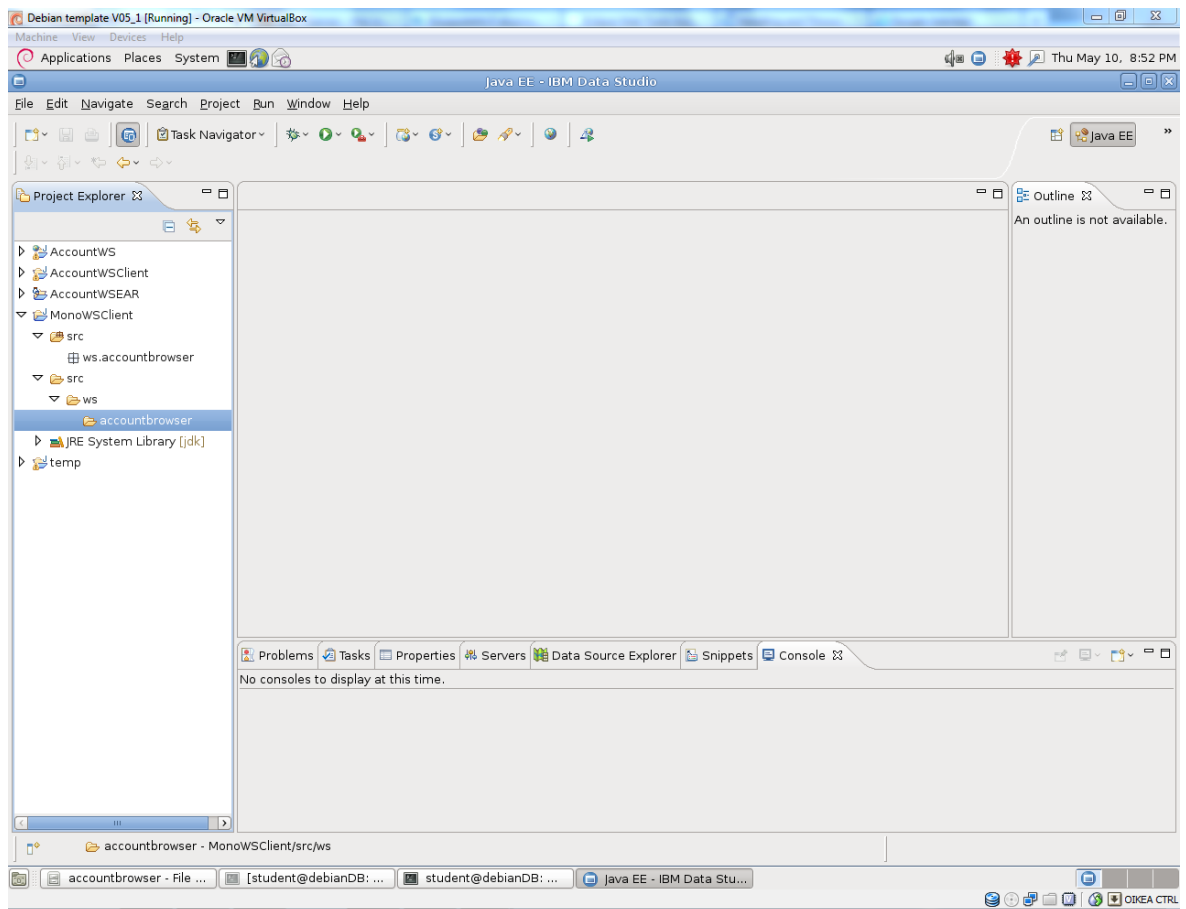 Debian template V05_1 [Running] - Oracle VM VirtualBox
Machine View Devices Help
Applications Places System
Thu May 10, 8:52 PM
Java EE - IBM Data Studio
File Edit Navigate Search Project Run Window Help
Task Navigator
Java EE
»
Project Explorer
Outline
An outline is not available.
AccountWS
AccountWSClient
AccountWSEAR
MonoWSClient
src
ws.accountbrowser
src
ws
accountbrowser
JRE System Library [jdk]
temp
Problems Tasks Properties Servers Data Source Explorer Snippets Console
No consoles to display at this time.
accountbrowser - MonoWSClient/src/ws
accountbrowser - File ... [student@debianDB: ... student@debianDB: ... Java EE - IBM Data Stu...
ΟΙΚΕΑ CTRL